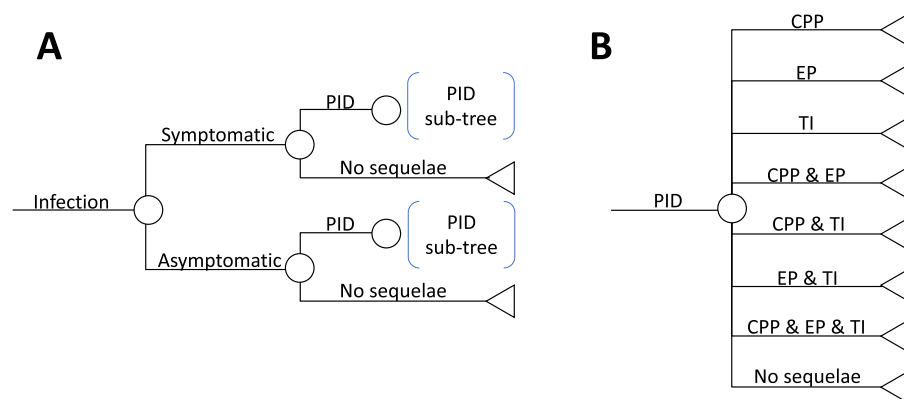 A
Infection
Symptomatic
PID
PID
sub-tree
No sequelae
Asymptomatic
PID
PID
sub-tree
No sequelae
B
PID
CPP
EP
TI
CPP & EP
CPP & TI
EP & TI
CPP & EP & TI
No sequelae